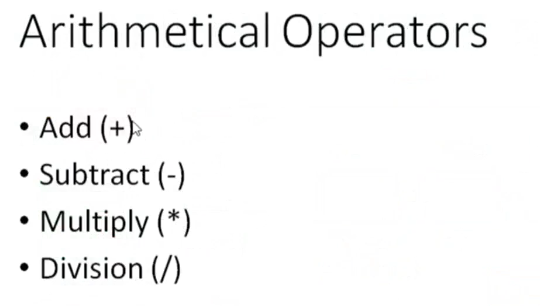 Arithmetical Operators
• Add (+)
• Subtract (-)
• Multiply (*)
• Division (/)